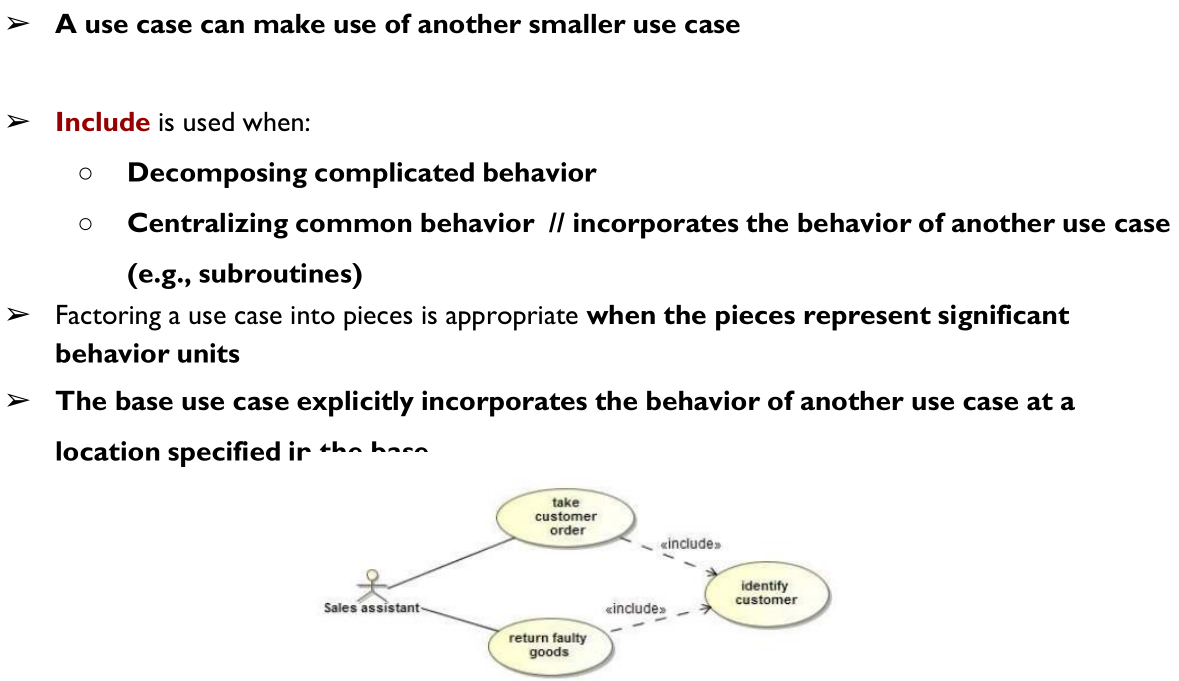 ➢ A use case can make use of another smaller use case
➢ Include is used when:
○ Decomposing complicated behavior
○ Centralizing common behavior // incorporates the behavior of another use case
(e.g., subroutines)
➢ Factoring a use case into pieces is appropriate when the pieces represent significant
behavior units
➢ The base use case explicitly incorporates the behavior of another use case at a
location specified in the base
take
customer
order
«include»
identify
customer
Sales assistant
«include»
return faulty
goods